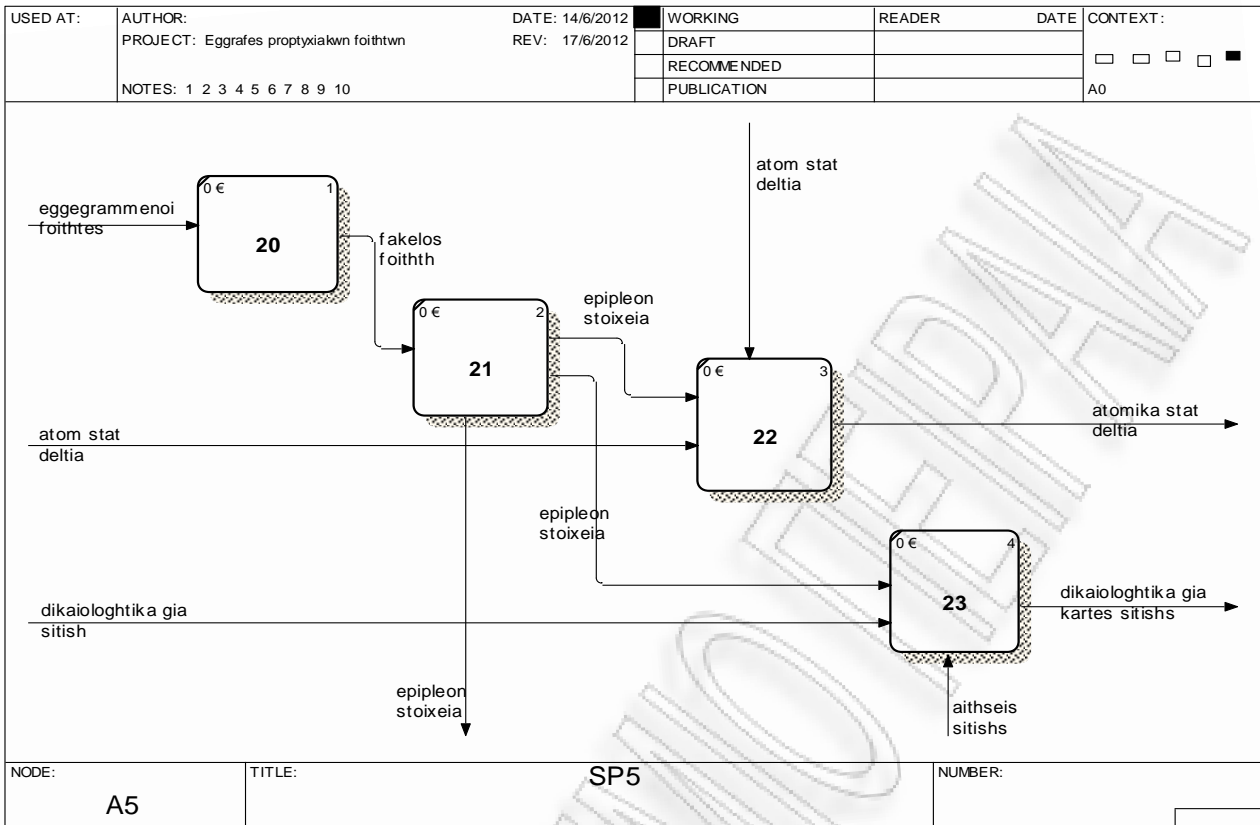 USED AT:
AUTHOR:
DATE: 14/6/2012
WORKING
READER
DATE
CONTEXT:
PROJECT: Eggrafes proptyxiakwn foithtwn
REV: 17/6/2012
DRAFT
RECOMMENDED
NOTES: 1 2 3 4 5 6 7 8 9 10
PUBLICATION
A0
atom stat
deltia
0 €
1
20
eggegrammenoi
foithtes
fakelos
foithth
0 €
2
21
epipleon
stoixeia
0 €
3
22
atomika stat
deltia
atom stat
deltia
epipleon
stoixeia
0 €
4
23
dikaiologhtika gia
sitish
dikaiologhtika gia
kartes sitishs
epipleon
stoixeia
aithseis
sitishs
NODE:
A5
TITLE:
SP5
NUMBER: